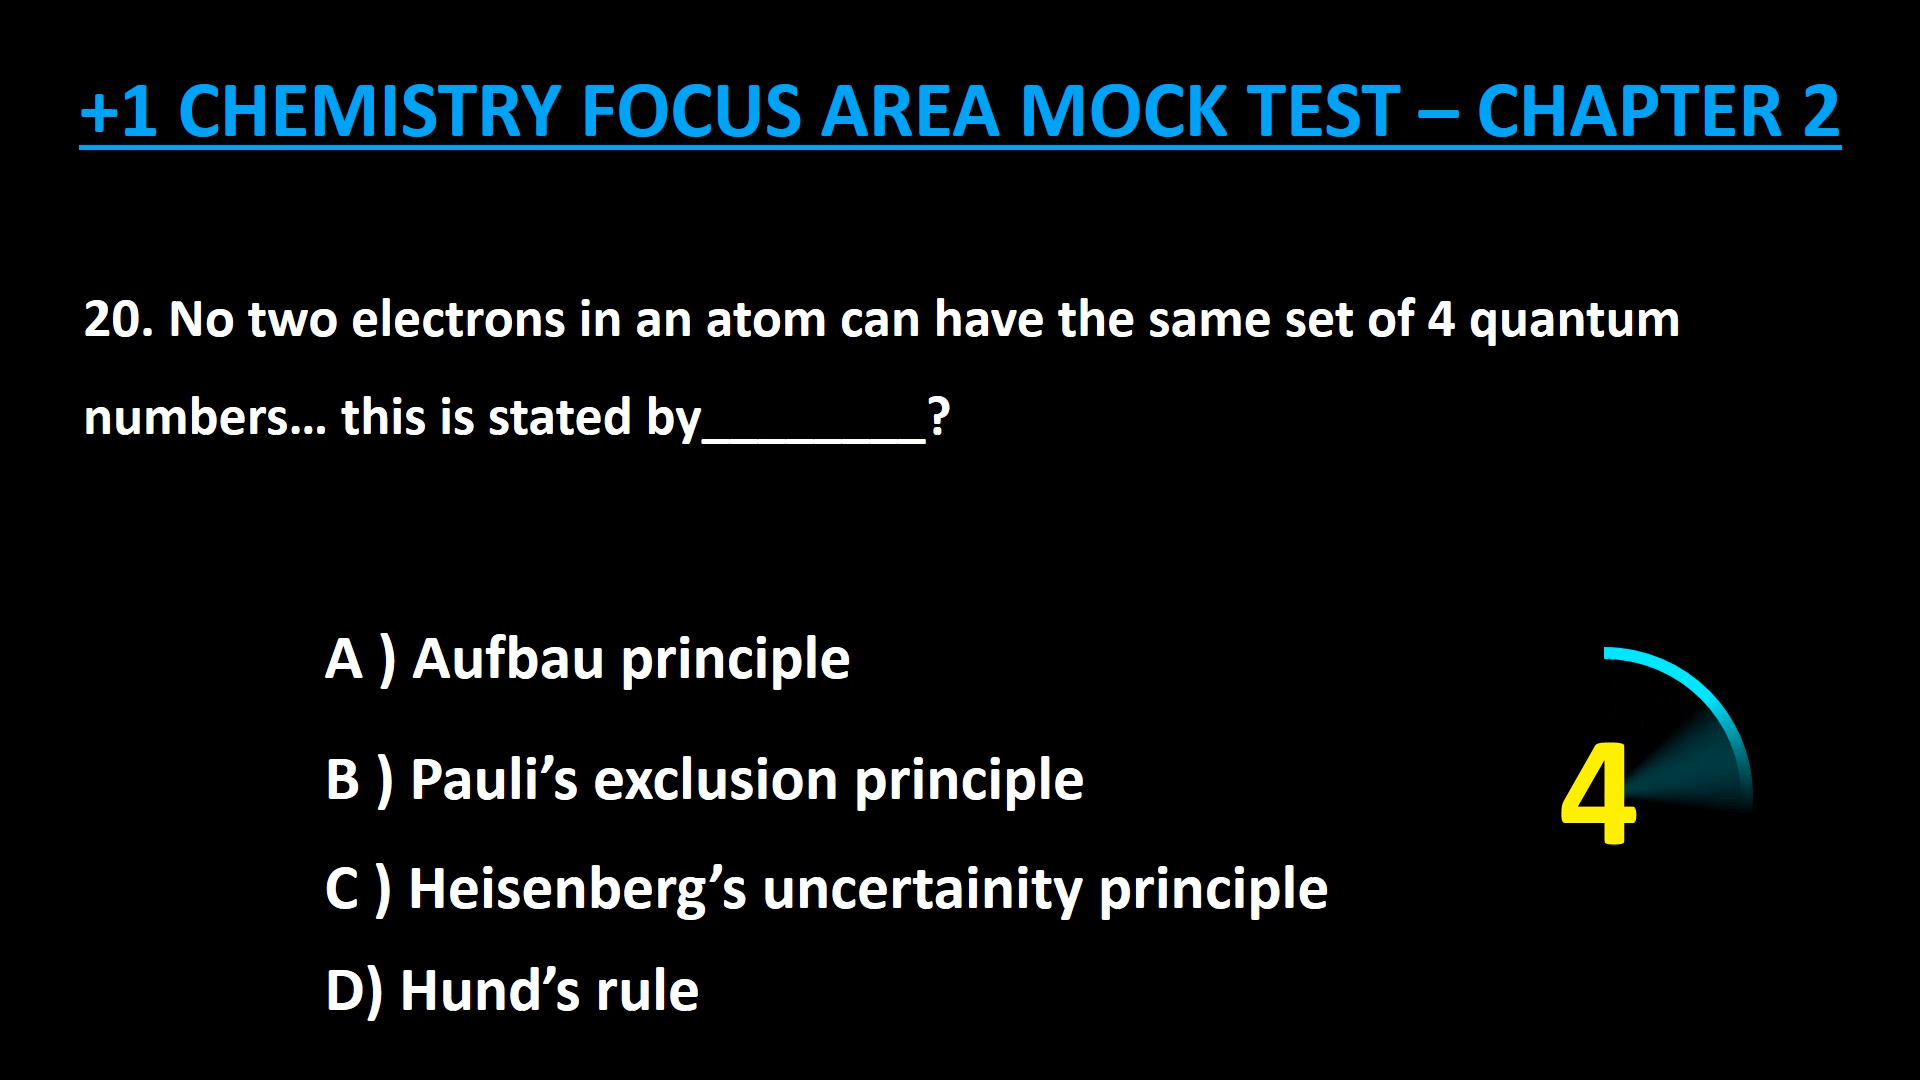 +1 CHEMISTRY FOCUS AREA MOCK TEST – CHAPTER 2
20. No two electrons in an atom can have the same set of 4 quantum
numbers... this is stated by________?
A ) Aufbau principle
B ) Pauli’s exclusion principle
4
C ) Heisenberg’s uncertainity principle
D) Hund’s rule